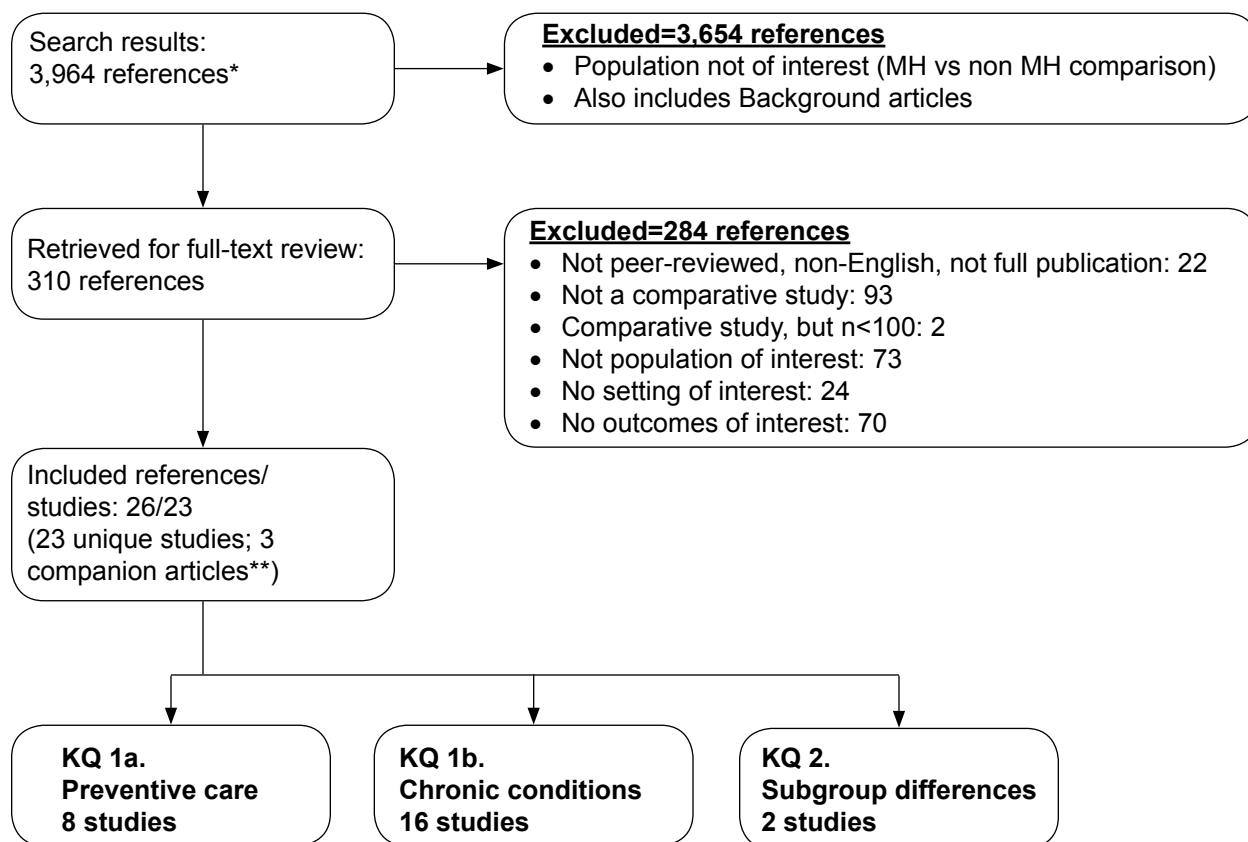 Search results:
3,964 references*
Excluded=3,654 references
• Population not of interest (MH vs non MH comparison)
• Also includes Background articles
Retrieved for full-text review:
310 references
Excluded=284 references
• Not peer-reviewed, non-English, not full publication: 22
• Not a comparative study: 93
• Comparative study, but n<100: 2
• Not population of interest: 73
• No setting of interest: 24
• No outcomes of interest: 70
Included references/
studies: 26/23
(23 unique studies; 3
companion articles**)
KQ 1a.
Preventive care
8 studies
KQ 1b.
Chronic conditions
16 studies
KQ 2.
Subgroup differences
2 studies